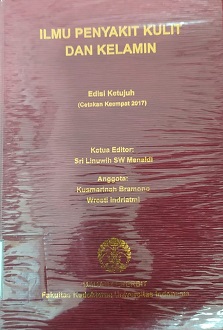 ILMU PENYAKIT KULIT
DAN KELAMIN
Edisi Ketujuh
(Cetakan Keempat 2017)
Ketua Editor:
Sri Linuwih SW Menaldi
Anggota:
Kusmarinah Bramono
Wresti Indriatmi
Fakultas Kedokteran Universitas Indonesia